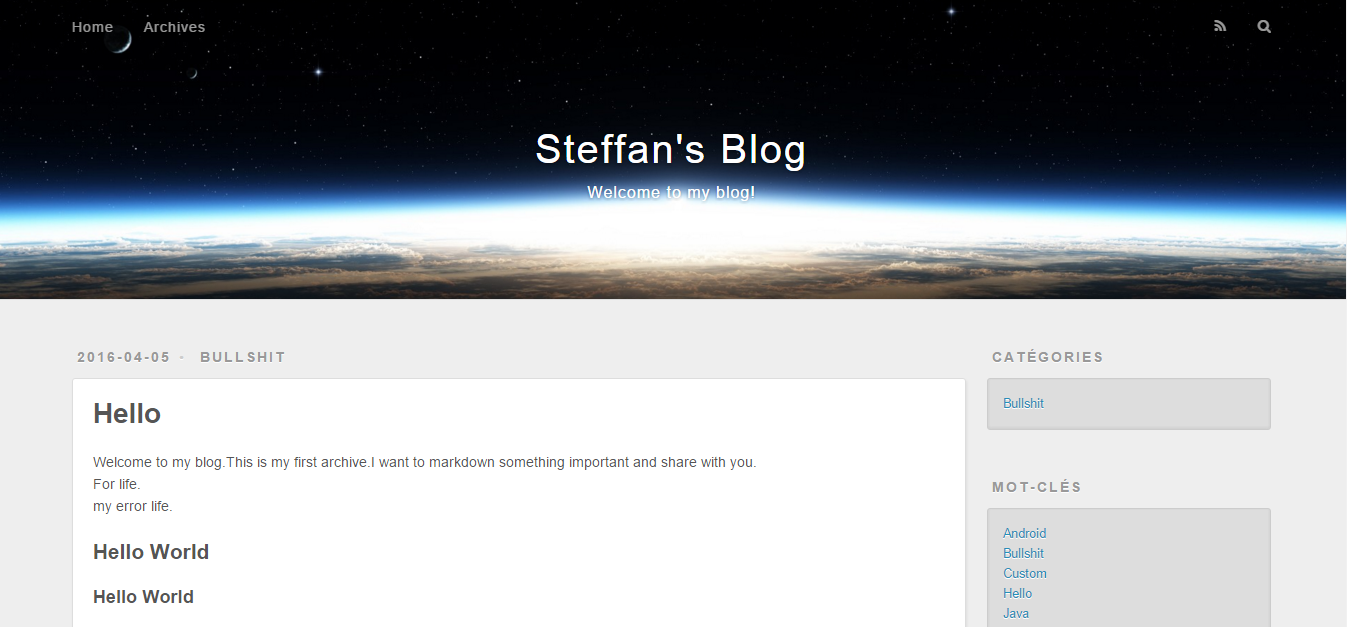 Home Archives
Steffan's Blog
Welcome to my blog!
2016-04-05 - BULLSHIT
Hello
Welcome to my blog.This is my first archive.I want to markdown something important and share with you.
For life.
my error life.
Hello World
Hello World
CATÉGORIES
Bullshit
MOT-CLÉS
Android
Bullshit
Custom
Hello
Java